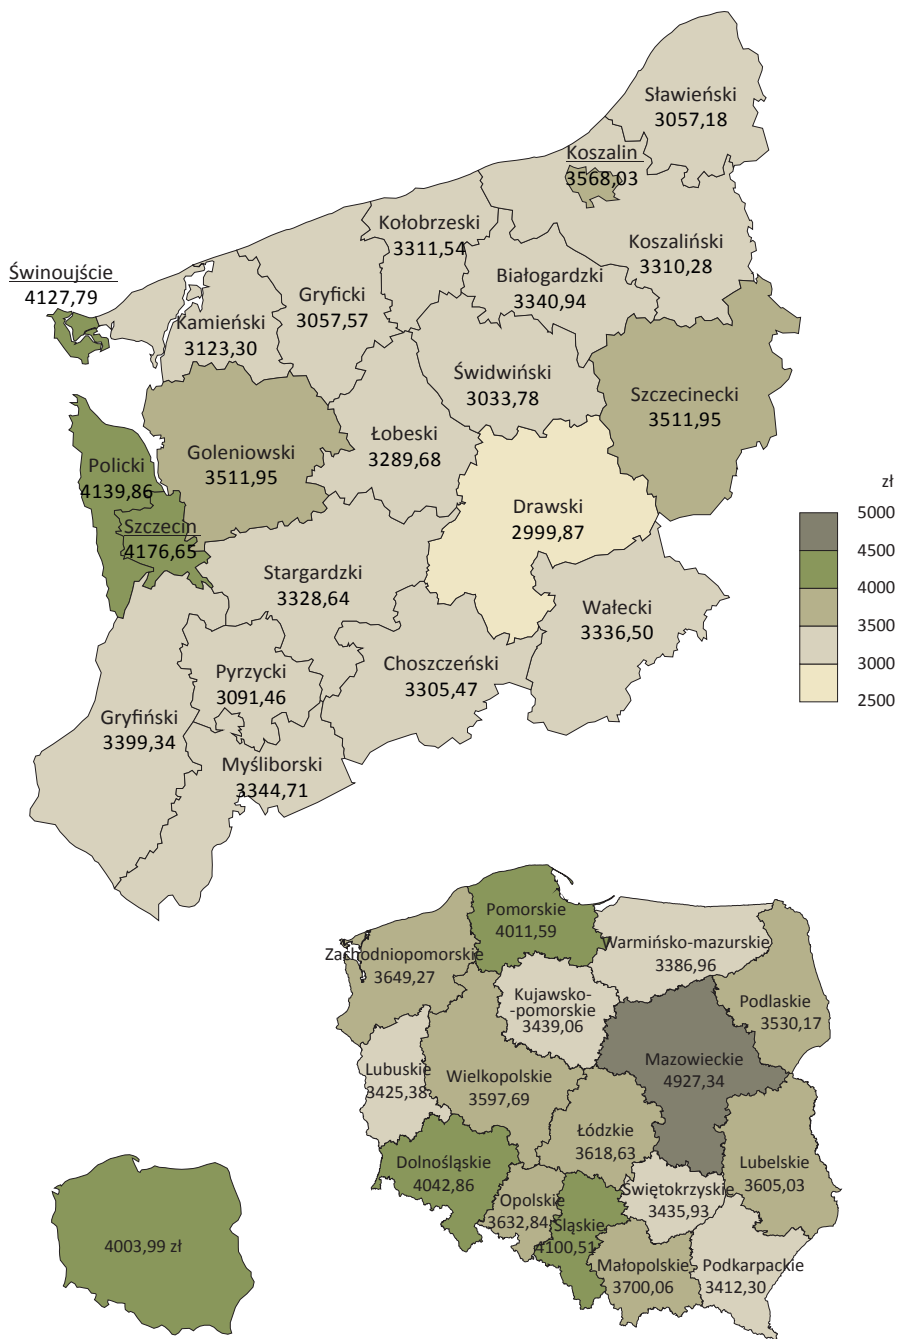 Sławieński
3057,18
Koszalin
3568,03
Kołobrzeski
3311,54
Koszaliński
3310,28
Świnoujście
4127,79
Białogardzki
3340,94
Gryficki
3057,57
Kamieński
3123,30
Świdwiński
3033,78
Szczecinecki
3511,95
Łobeski
3289,68
Goleniowski
3511,95
Policki
4139,86
Szczecin
4176,65
Drawski
2999,87
Stargardzki
3328,64
Wałecki
3336,50
Choszczeński
3305,47
Pyrzycki
3091,46
Gryfiński
3399,34
Myśliborski
3344,71
zł
5000
4500
4000
3500
3000
2500
Pomorskie
4011,59
Zachodniopomorskie
3649,27
Warmińsko-mazurskie
3386,96
Kujawsko-
-pomorskie
3439,06
Podlaskie
3530,17
Mazowieckie
4927,34
Lubuskie
3425,38
Wielkopolskie
3597,69
Łódzkie
3618,63
Dolnośląskie
4042,86
Lubelskie
3605,03
Opolskie
3632,84
Świętokrzyskie
3435,93
Śląskie
4100,51
Małopolskie
3700,06
Podkarpackie
3412,30
4003,99 zł